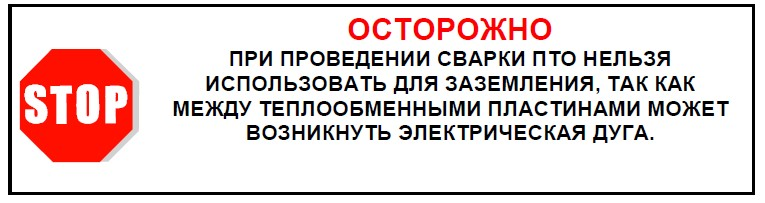 STOP
ОСТОРОЖНО
ПРИ ПРОВЕДЕНИИ СВАРКИ ПТО НЕЛЬЗЯ
ИСПОЛЬЗОВАТЬ ДЛЯ ЗАЗЕМЛЕНИЯ, ТАК КАК
МЕЖДУ ТЕПЛООБМЕННЫМИ ПЛАСТИНАМИ МОЖЕТ
ВОЗНИКНУТЬ ЭЛЕКТРИЧЕСКАЯ ДУГА.